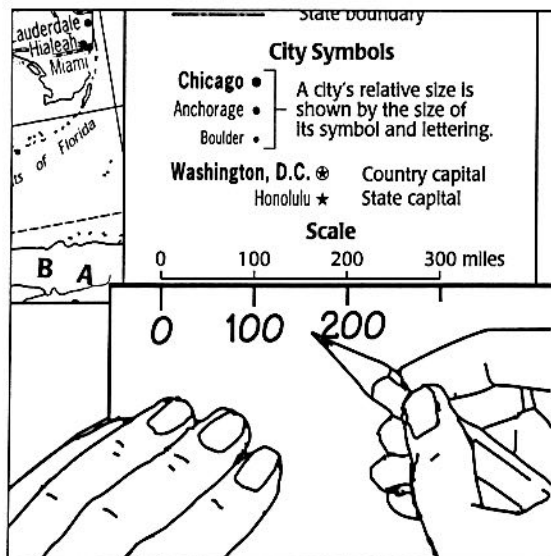 Lauderdale
Hialeah
Miami
ts of Florida
B A
State boundary
City Symbols
Chicago
Anchorage
Boulder
A city's relative size is
shown by the size of
its symbol and lettering.
Washington, D.C. Country capital
Honolulu State capital
Scale
0 100 200 300 miles
0 100 200